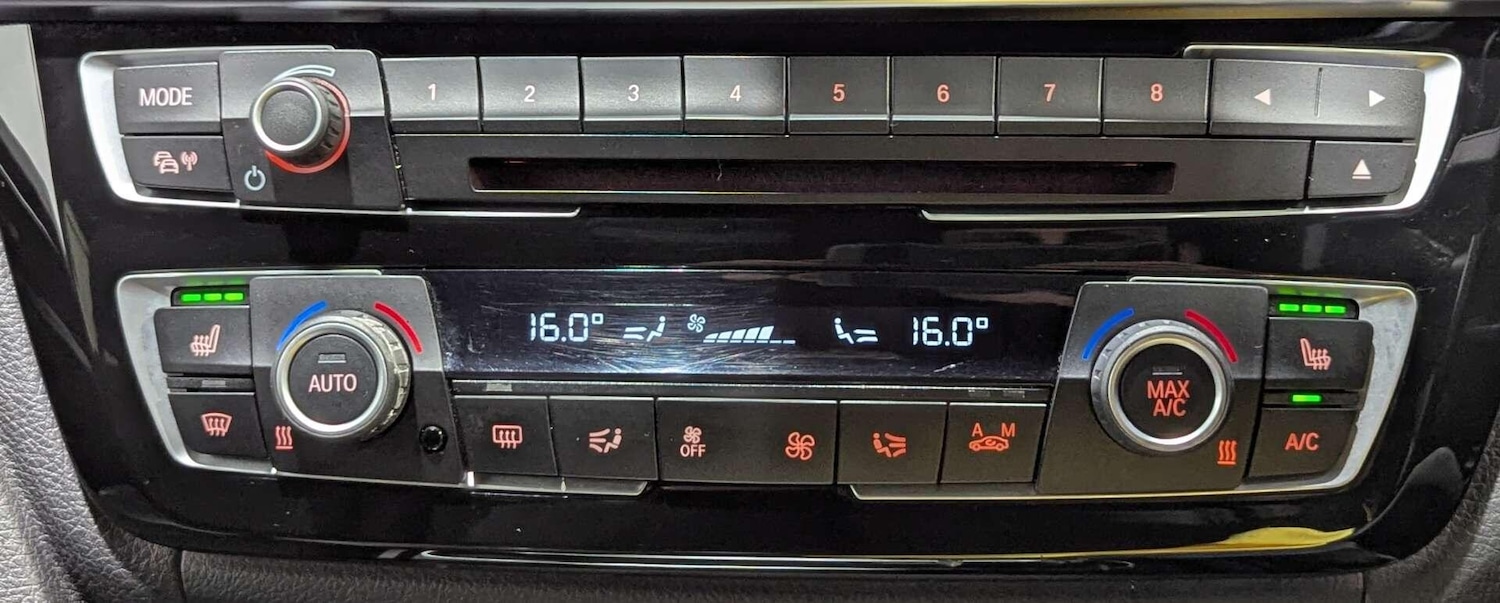 MODE
1 2 3 4 5 6 7 8
16.0° 16.0°
AUTO
MAX
A/C
OFF
A M
A/C